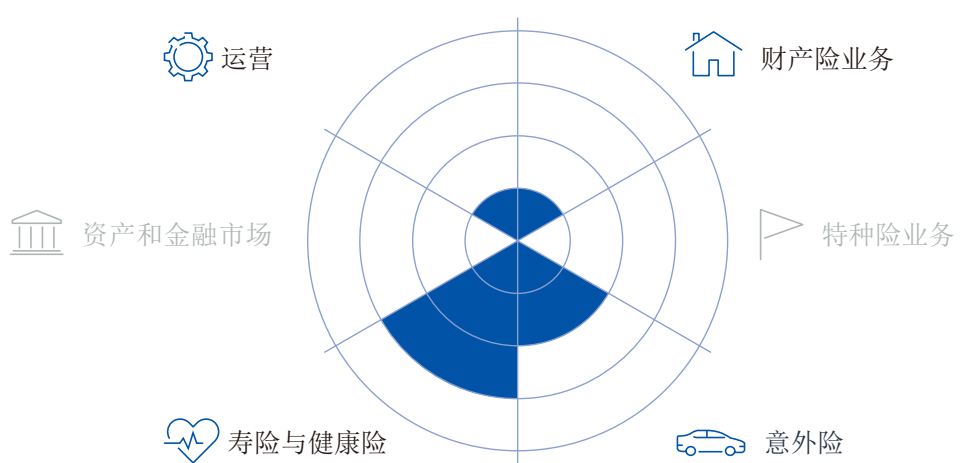 运营
财产险业务
资产和金融市场
特种险业务
寿险与健康险
意外险